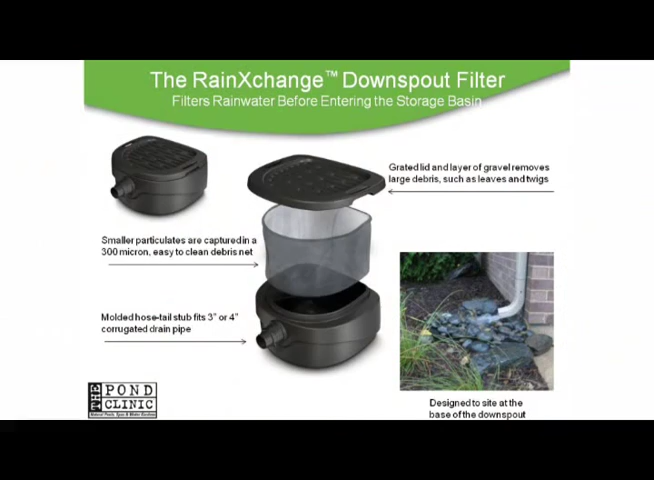 The RainXchange™ Downspout Filter
Filters Rainwater Before Entering the Storage Basin
Grated lid and layer of gravel removes
large debris, such as leaves and twigs
Smaller particulates are captured in a
300 micron, easy to clean debris net
Molded hose-tail stub fits 3" or 4"
corrugated drain pipe
THE POND
CLINIC
Designed to site at the
base of the downspout